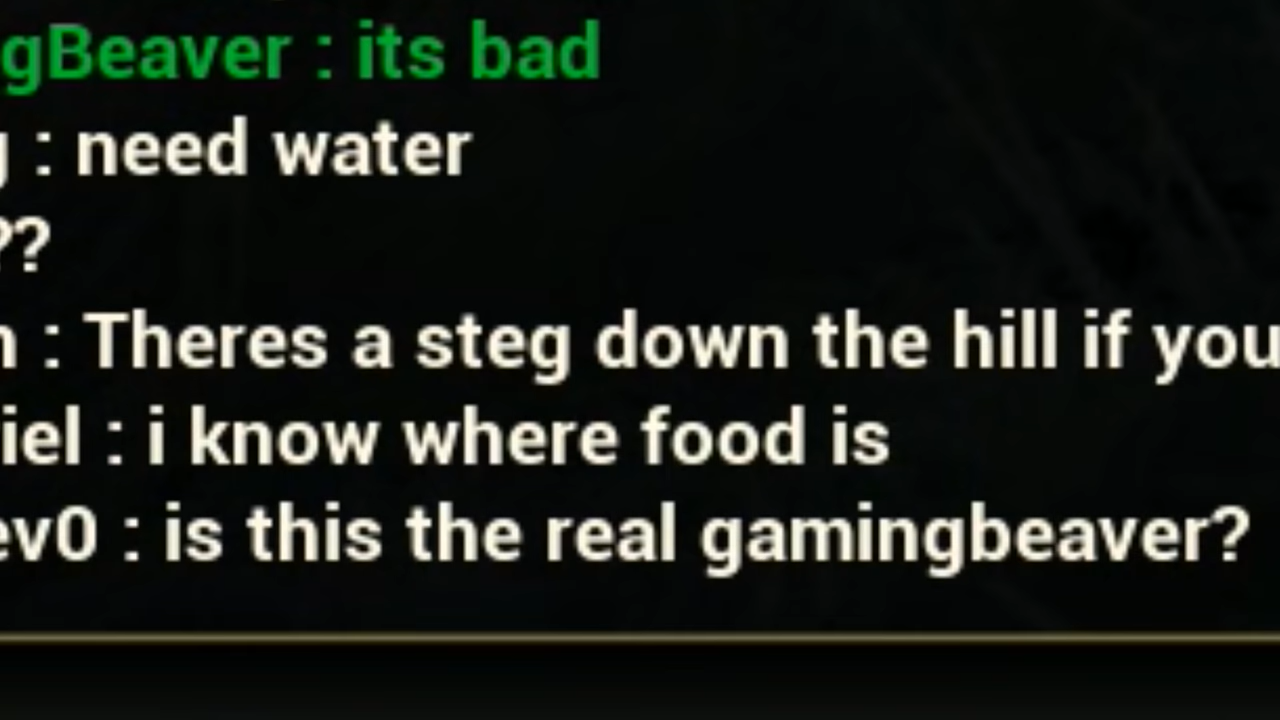 gBeaver : its bad
: need water
??
: Theres a steg down the hill if you
iel : i know where food is
ev0 : is this the real gamingbeaver?